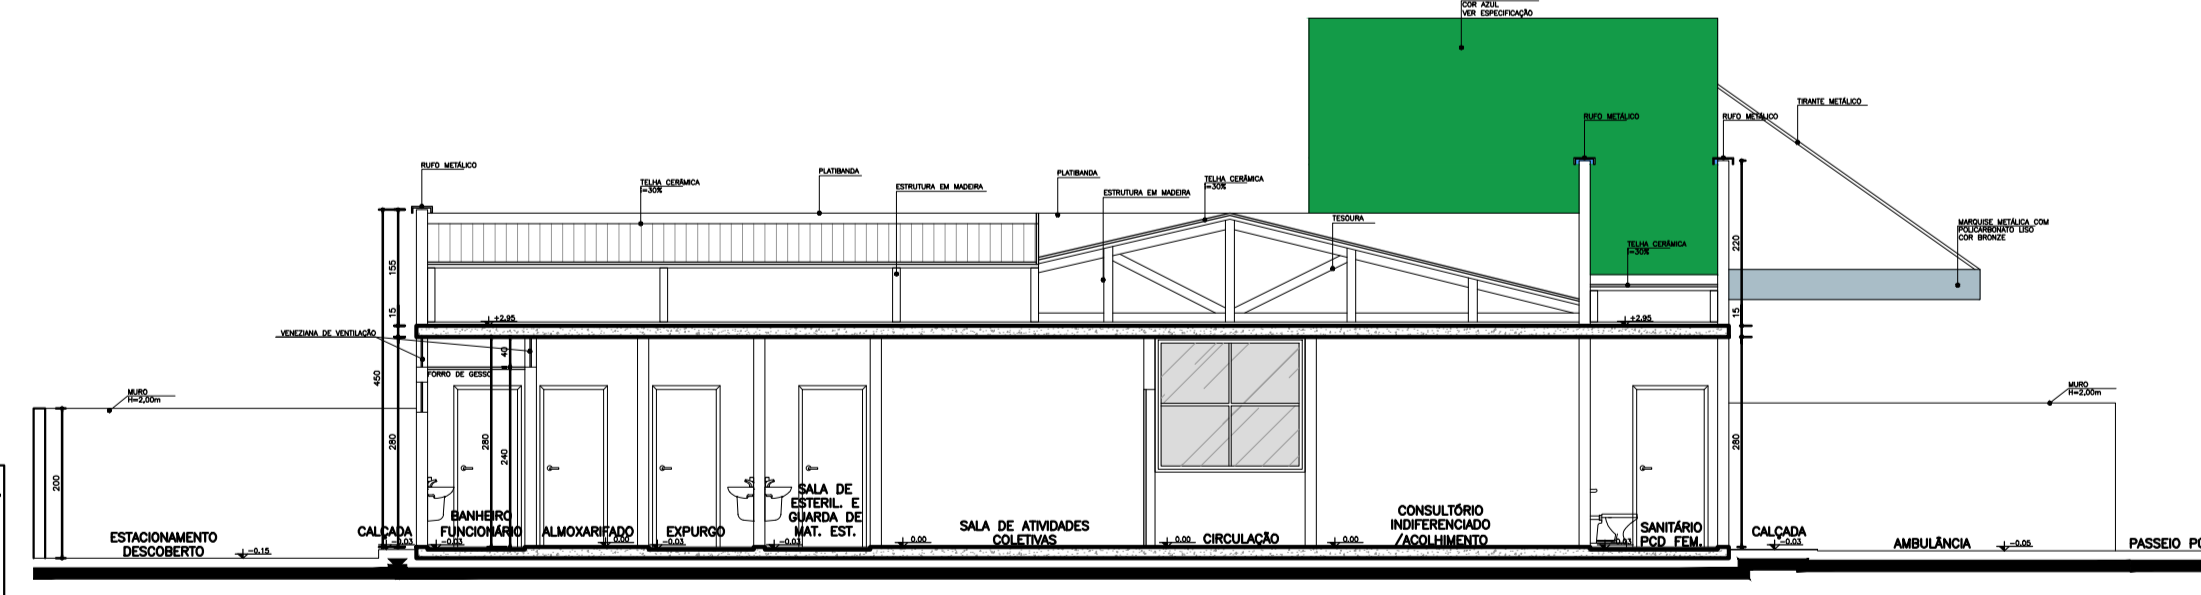 COR AZUL
VER ESPECIFICAÇÃO
TIRANTE METÁLICO
RUFO METÁLICO
RUFO METÁLICO
RUFO METÁLICO
TELHA CERÂMICA
i=30%
PLATIBANDA
ESTRUTURA EM MADEIRA
PLATIBANDA
ESTRUTURA EM MADEIRA
TELHA CERÂMICA
i=30%
TESOURA
TELHA CERÂMICA
i=30%
MARQUISE METÁLICA COM
POLICARBONATO LISO
COR BRONZE
220
155
15
15
+2.95
+2.95
VENEZIANA DE VENTILAÇÃO
40
FORRO DE GESSO
450
MURO
H=2,00m
MURO
H=2,00m
200
280
280
240
280
ESTACIONAMENTO
DESCOBERTO
-0.15
CALÇADA
-0.03
BANHEIRO
FUNCIONÁRIO
-0.03
ALMOXARIFADO
0.00
EXPURGO
-0.03
SALA DE
ESTERIL. E
GUARDA DE
MAT. EST.
-0.03
0.00
SALA DE ATIVIDADES
COLETIVAS
0.00
CIRCULAÇÃO
0.00
CONSULTÓRIO
INDIFERENCIADO
/ACOLHIMENTO
-0.03
SANITÁRIO
PCD FEM.
CALÇADA
-0.03
AMBULÂNCIA
-0.05
PASSEIO